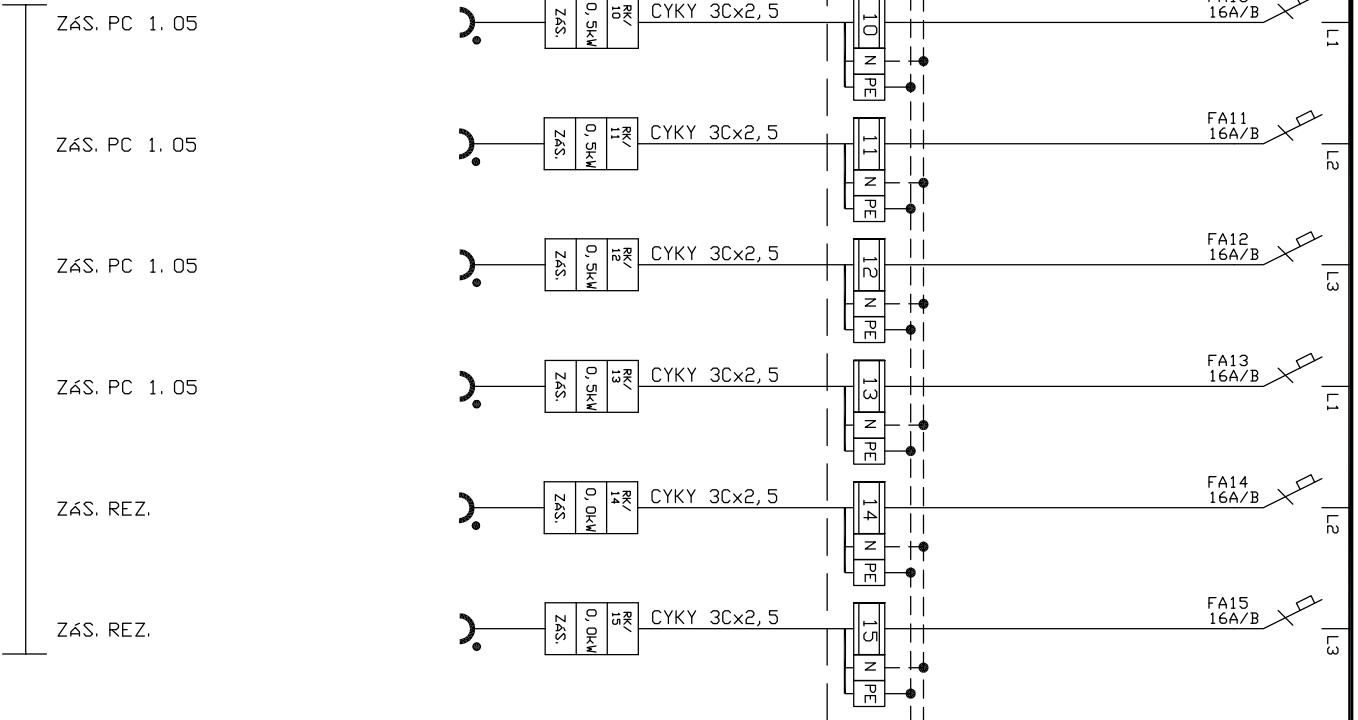 ZáS. PC 1.05
ZáS.
0,5kW
RK/
10
CYKY 3Cx2,5
10
N
PE
16A/B
L1
ZáS. PC 1.05
ZáS.
0,5kW
RK/
11
CYKY 3Cx2,5
11
N
PE
FA11
16A/B
L2
ZáS. PC 1.05
ZáS.
0,5kW
RK/
12
CYKY 3Cx2,5
12
N
PE
FA12
16A/B
L3
ZáS. PC 1.05
ZáS.
0,5kW
RK/
13
CYKY 3Cx2,5
13
N
PE
FA13
16A/B
L1
ZáS. REZ.
ZáS.
0,0kW
RK/
14
CYKY 3Cx2,5
14
N
PE
FA14
16A/B
L2
ZáS. REZ.
ZáS.
0,0kW
RK/
15
CYKY 3Cx2,5
15
N
PE
FA15
16A/B
L3